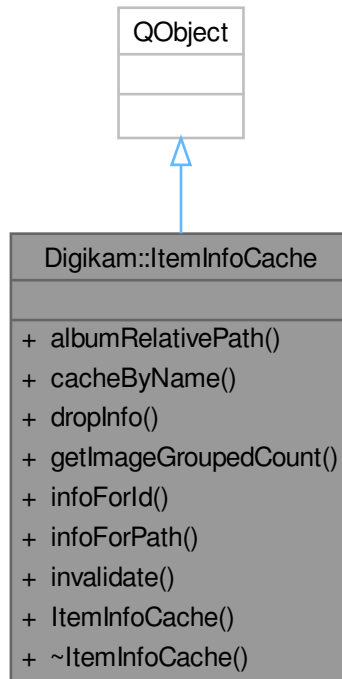 QObject
Digikam::ItemInfoCache
+ albumRelativePath()
+ cacheByName()
+ dropInfo()
+ getImageGroupedCount()
+ infoForId()
+ infoForPath()
+ invalidate()
+ ItemInfoCache()
+ ~ItemInfoCache()